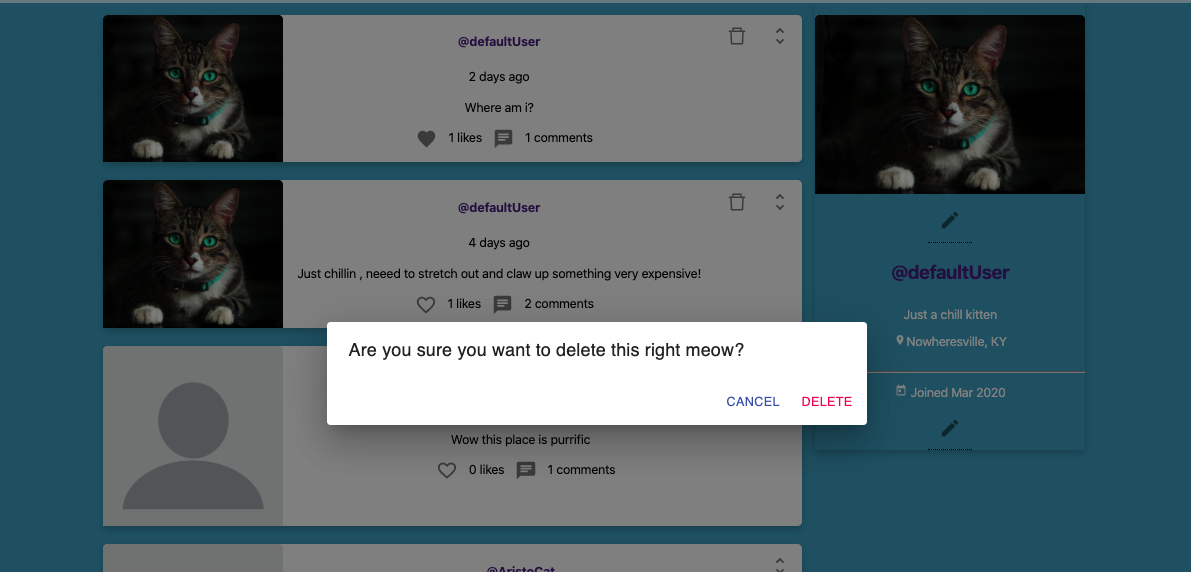 @defaultUser
2 days ago
Where am i?
1 likes 1 comments
@defaultUser
4 days ago
Just chillin , neeed to stretch out and claw up something very expensive!
1 likes 2 comments
Are you sure you want to delete this right meow?
CANCEL DELETE
Wow this place is purrific
0 likes 1 comments
@AristoCat
@defaultUser
Just a chill kitten
Nowheresville, KY
Joined Mar 2020